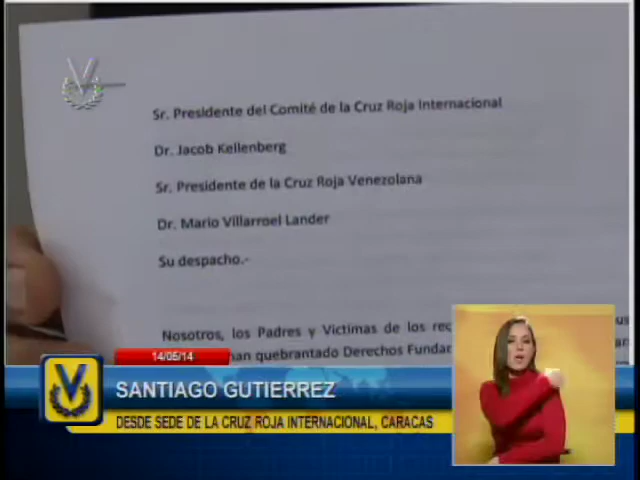 V
Sr. Presidente del Comité de la Cruz Roja Internacional
Dr. Jacob Kellenberg
Sr. Presidente de la Cruz Roja Venezolana
Dr. Mario Villarroel Lander
Su despacho.-
Nosotros, los Padres y Victimas de los
han quebrantado Derechos
14/05/14
V
SANTIAGO GUTIERREZ
DESDE SEDE DE LA CRUZ ROJA INTERNACIONAL, CARACAS